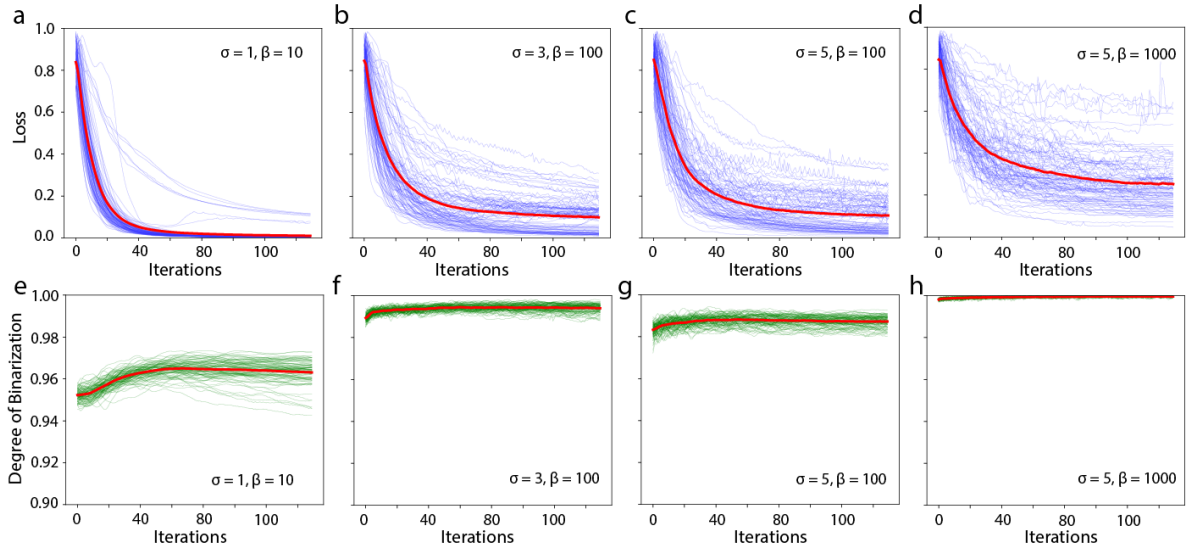 a
b
c
d
1.0
0.8
0.6
0.4
0.2
0.0
Loss
σ = 1, β = 10
σ = 3, β = 100
σ = 5, β = 100
σ = 5, β = 1000
0 40 80 100
0 40 80 100
0 40 80 100
0 40 80 100
Iterations
Iterations
Iterations
Iterations
e
f
g
h
1.00
0.98
0.96
0.94
0.92
0.90
Degree of Binarization
σ = 1, β = 10
σ = 3, β = 100
σ = 5, β = 100
σ = 5, β = 1000
0 40 80 100
0 40 80 100
0 40 80 100
0 40 80 100
Iterations
Iterations
Iterations
Iterations